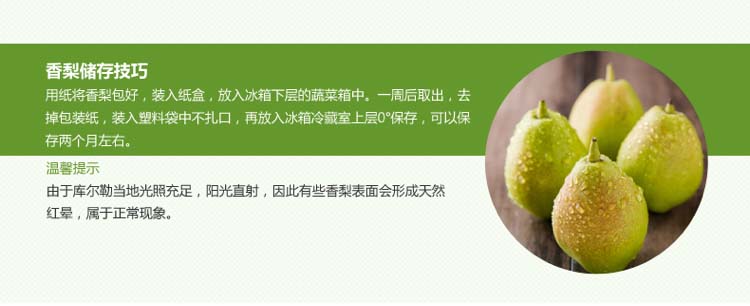 香梨储存技巧
用纸将香梨包好，装入纸盒，放入冰箱下层的蔬菜箱中。一周后取出，去
掉包装纸，装入塑料袋中不扎口，再放入冰箱冷藏室上层0°保存，可以保
存两个月左右。
温馨提示
由于库尔勒当地光照充足，阳光直射，因此有些香梨表面会形成天然
红晕，属于正常现象。